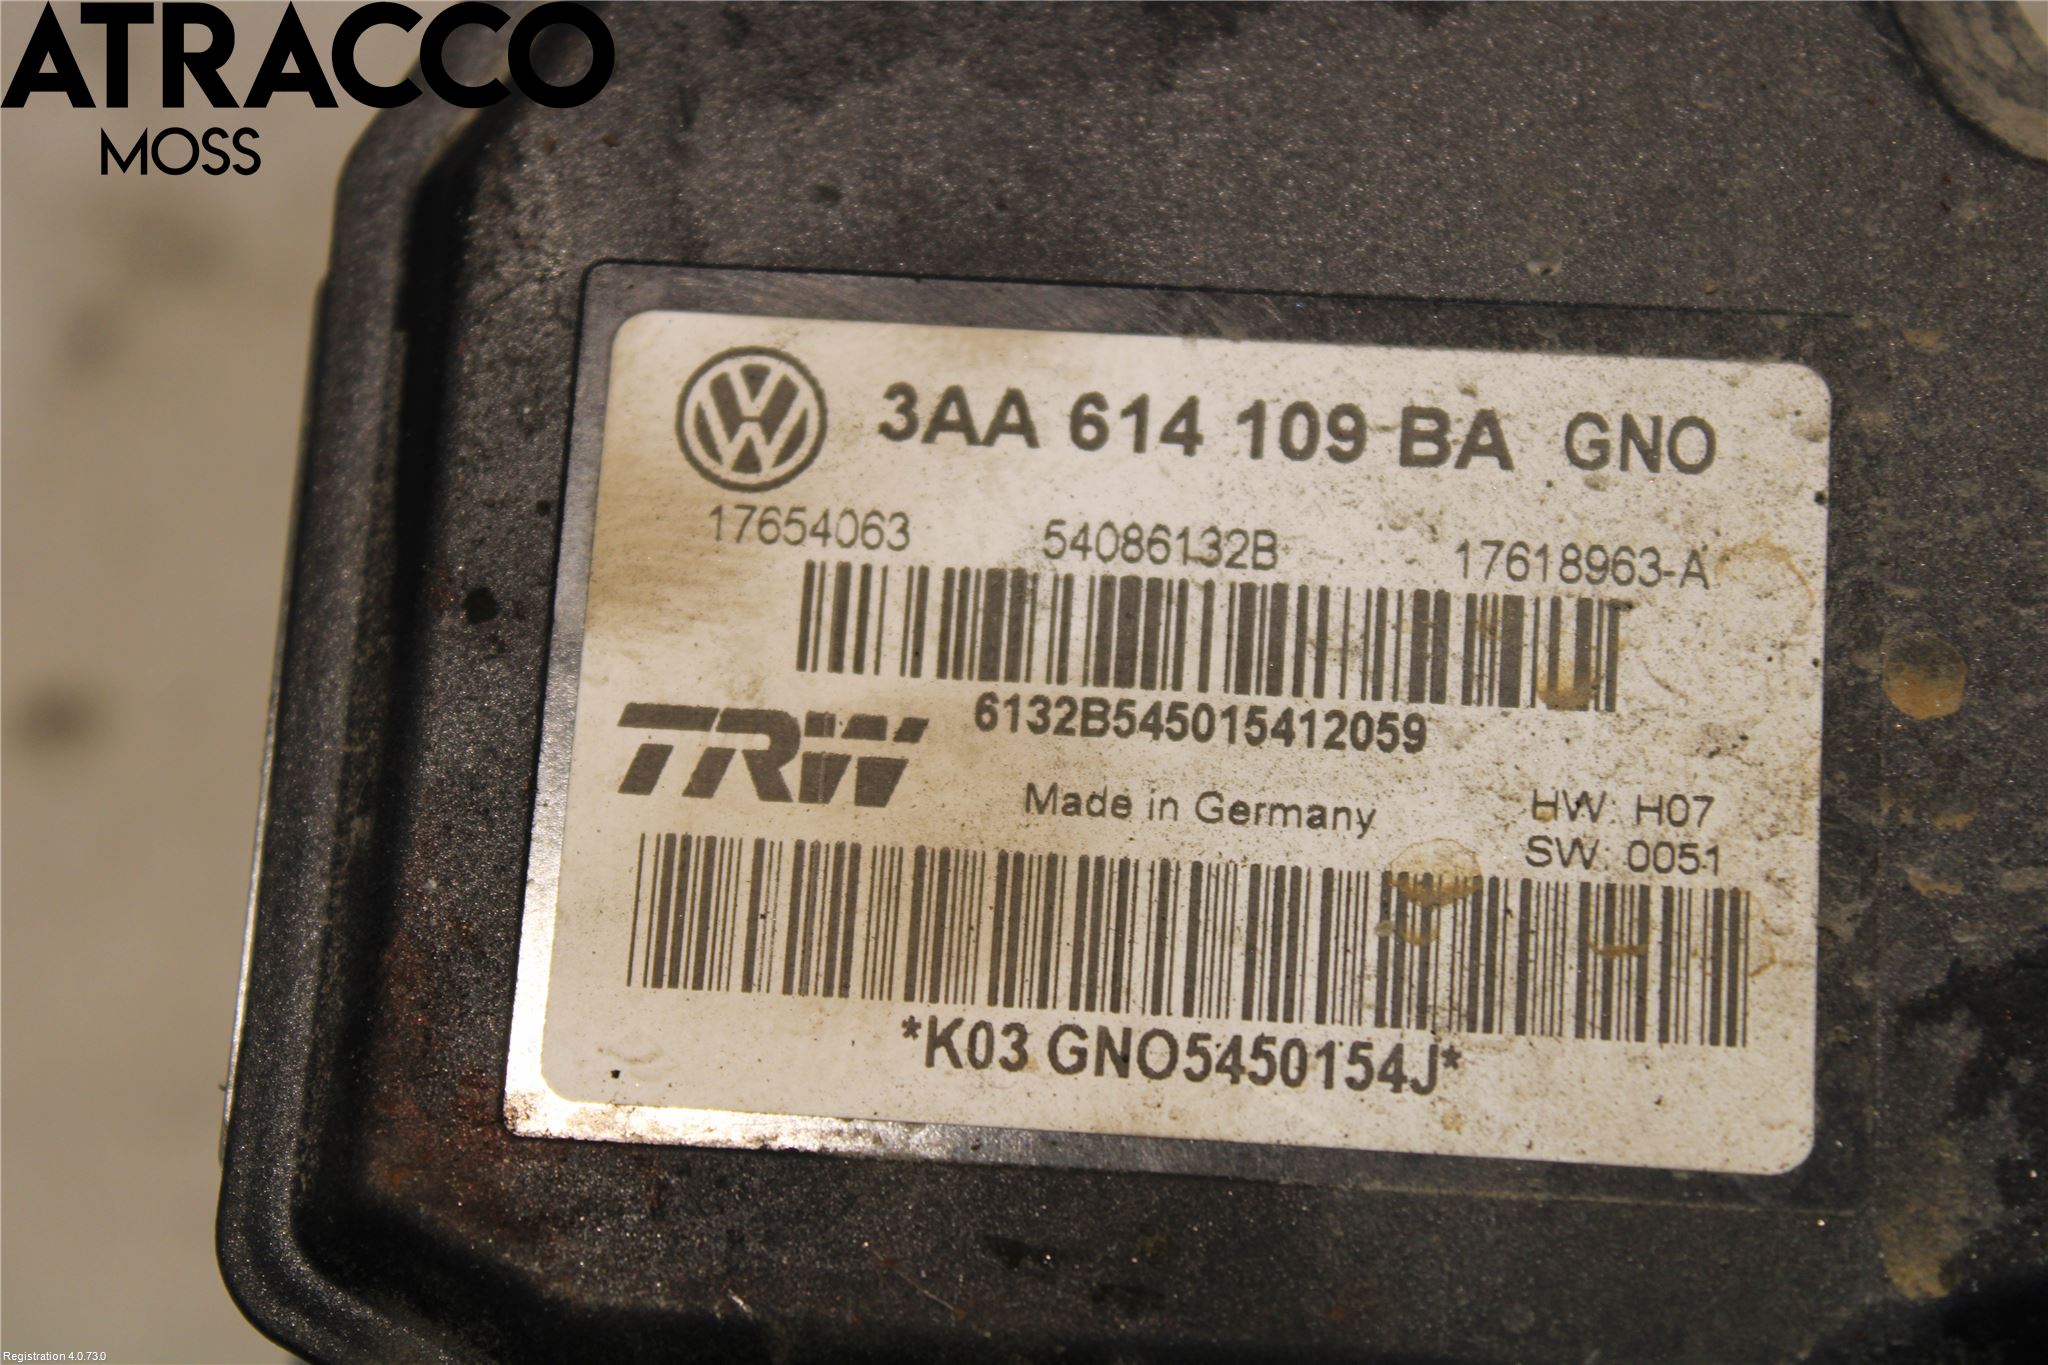 ATRACCO
MOSS
3AA 614 109 BA GNO
17654063 54086132B 17618963-A
6132B545015412059
TRW
Made in Germany HW: H07
SW: 0051
*K03 GNO5450154J*
Registration 4.0.73.0